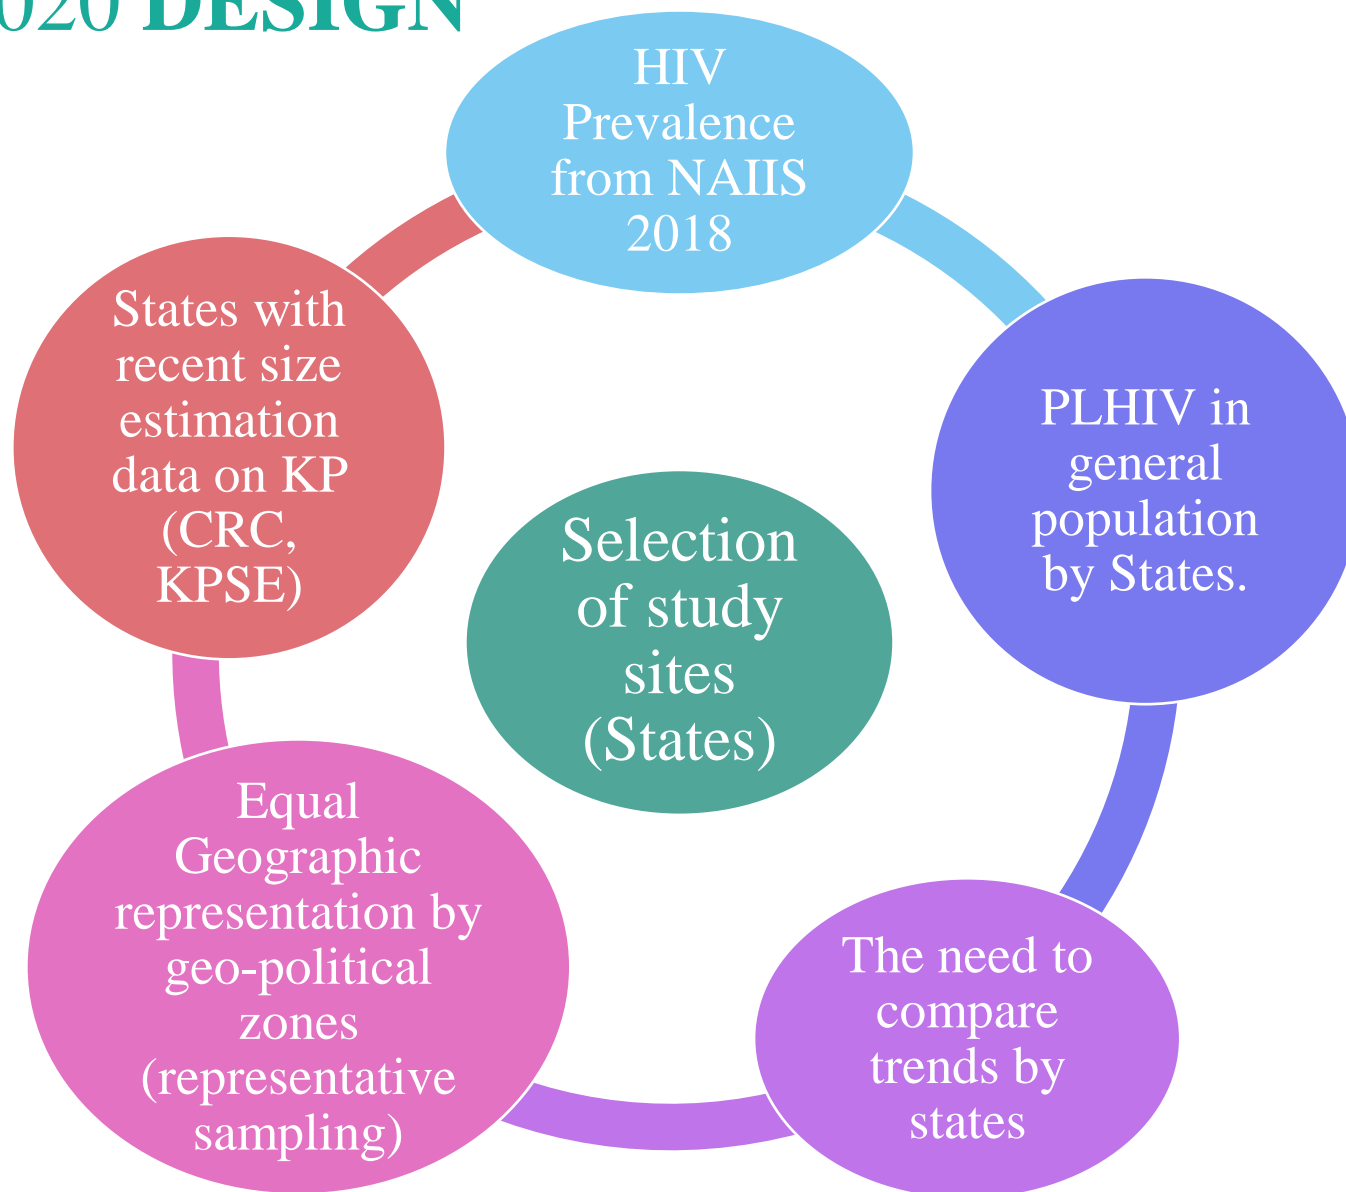 020 DESIGN
HIV
Prevalence
from NAIIS
2018
PLHIV in
general
population
by States.
The need to
compare
trends by
states
Equal
Geographic
representation by
geo-political
zones
(representative
sampling)
States with
recent size
estimation
data on KP
(CRC,
KPSE)
Selection
of study
sites
(States)